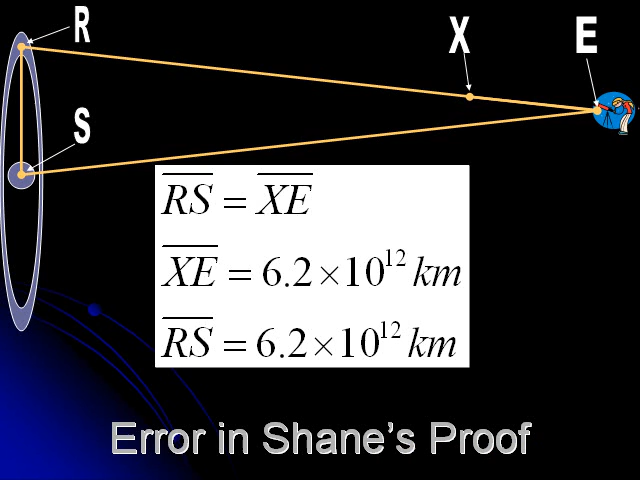 R
X E
S
RS = XE
XE = 6.2×10¹² km
RS = 6.2×10¹² km
Error in Shane's Proof